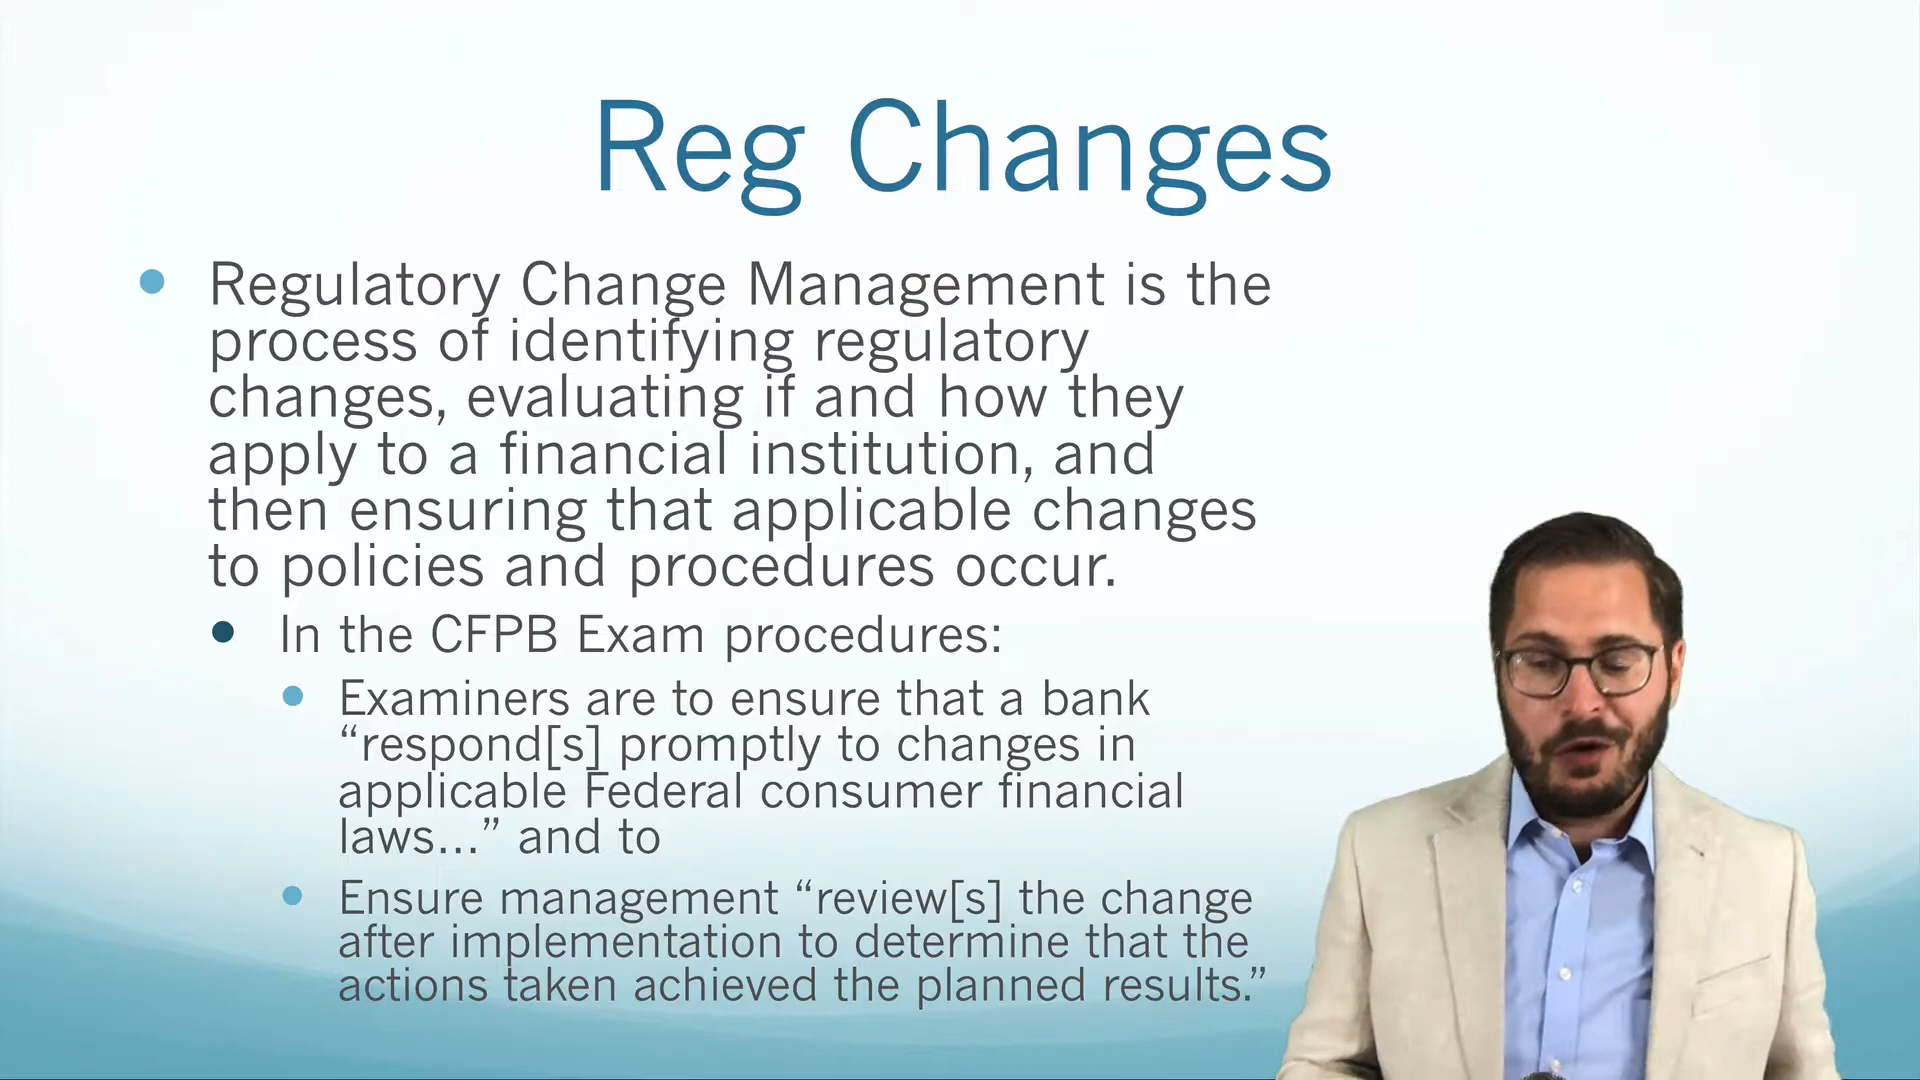 Reg Changes
Regulatory Change Management is the
process of identifying regulatory
changes, evaluating if and how they
apply to a financial institution, and
then ensuring that applicable changes
to policies and procedures occur.
In the CFPB Exam procedures:
Examiners are to ensure that a bank
“respond[s] promptly to changes in
applicable Federal consumer financial
laws...” and to
Ensure management “review[s] the change
after implementation to determine that the
actions taken achieved the planned results.”